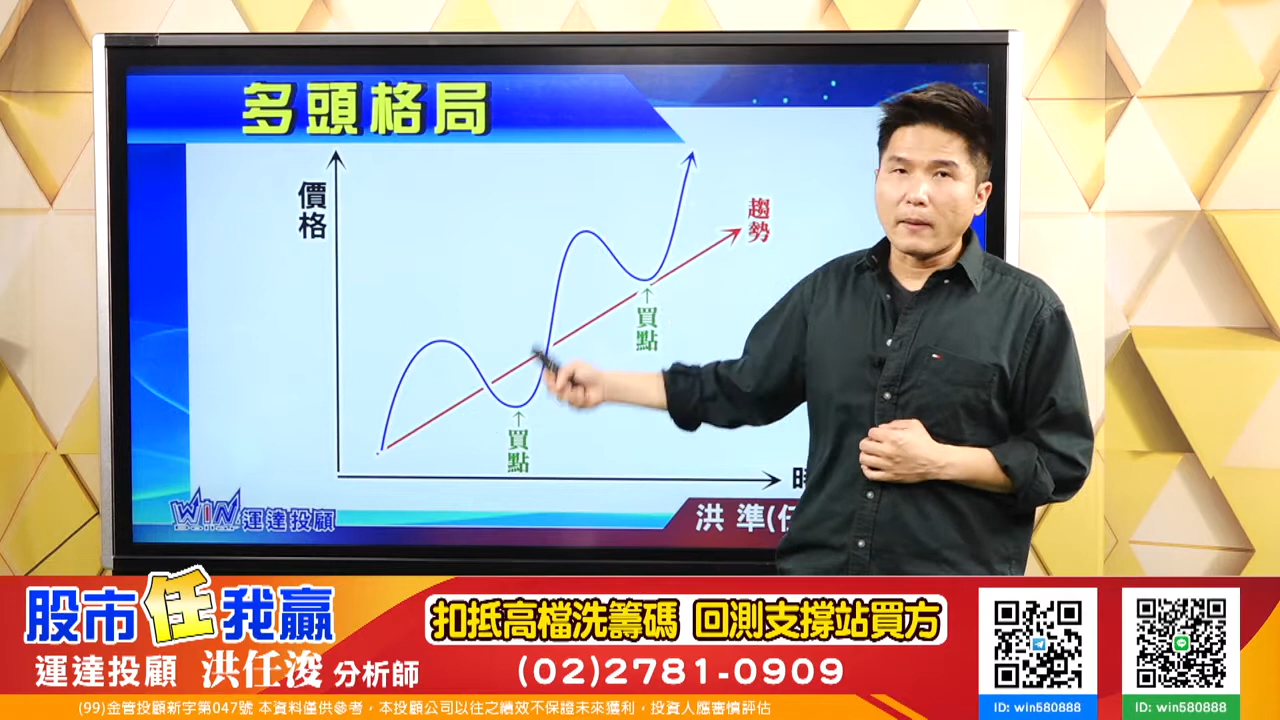 多頭格局
價格
趨勢
↑買點
↑買點
WIN
運達投顧
洪 準(任
股市任我贏
運達投顧 洪任浚 分析師
扣抵高檔洗籌碼 回測支撐站買方
(02)2781-0909
ID: win580888
ID: win580888
(99)金管投顧新字第047號 本資料僅供參考，本投顧公司以往之績效不保證未來獲利，投資人應審慎評估